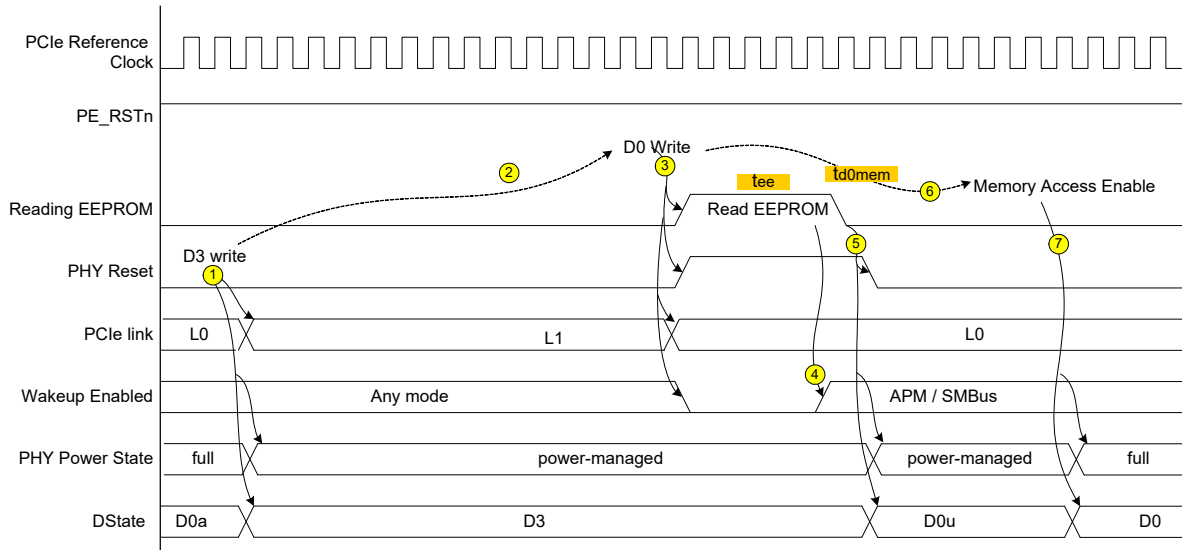 PCIe Reference
Clock
PE_RSTn
D0 Write
3
2
tee
td0mem
6
Memory Access Enable
Reading EEPROM
Read EEPROM
D3 write
5
7
PHY Reset
1
PCIe link
L0
L1
L0
4
Wakeup Enabled
Any mode
APM / SMBus
PHY Power State
full
power-managed
power-managed
full
DState
D0a
D3
D0u
D0